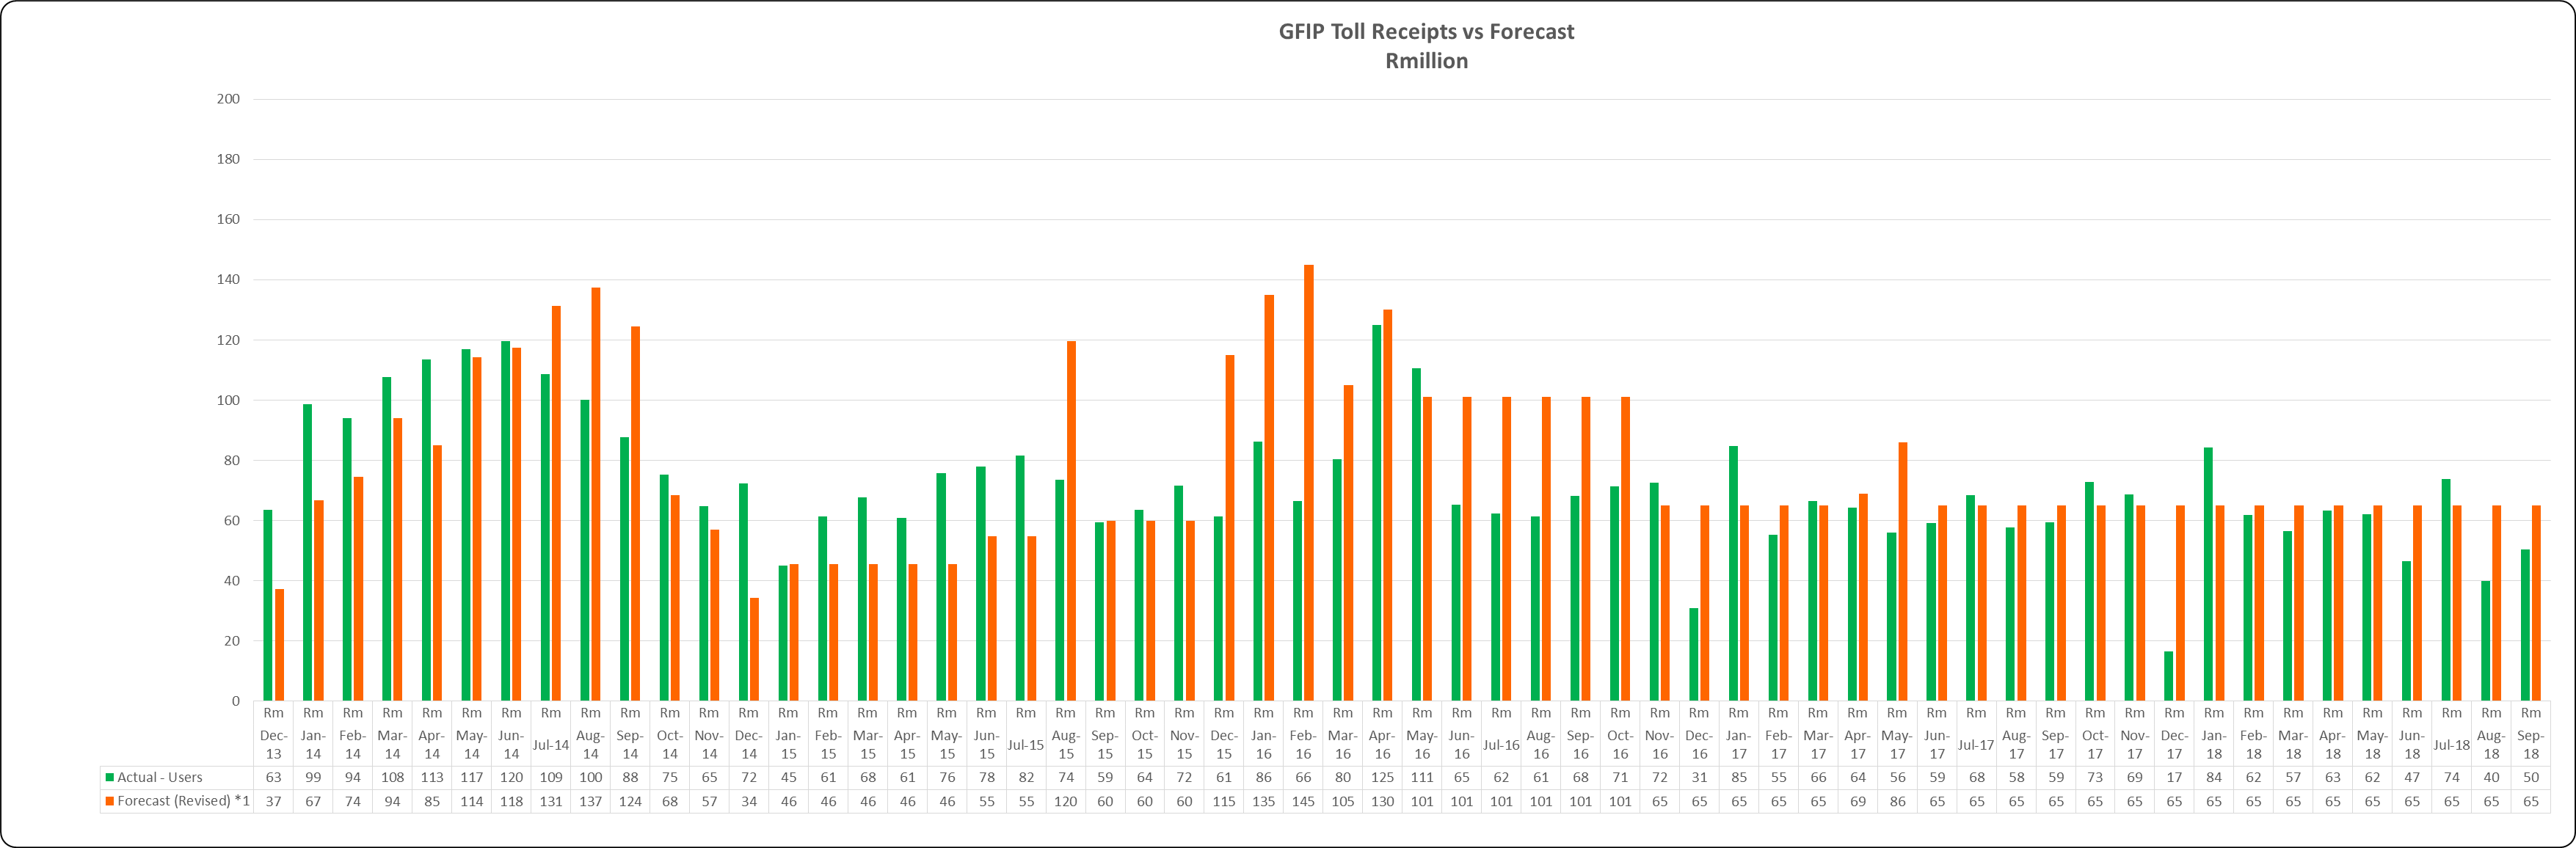 GFIP Toll Receipts vs Forecast
Rmillion
200
180
160
140
120
100
80
60
40
20
0
Rm Rm Rm Rm Rm Rm Rm Rm Rm Rm Rm Rm Rm Rm Rm Rm Rm Rm Rm Rm Rm Rm Rm Rm Rm Rm Rm Rm Rm Rm Rm Rm Rm Rm Rm Rm Rm Rm Rm Rm Rm Rm Rm Rm Rm Rm Rm Rm Rm Rm Rm Rm Rm Rm Rm Rm Rm Rm
Dec-13 Jan-14 Feb-14 Mar-14 Apr-14 May-14 Jun-14 Jul-14 Aug-14 Sep-14 Oct-14 Nov-14 Dec-14 Jan-15 Feb-15 Mar-15 Apr-15 May-15 Jun-15 Jul-15 Aug-15 Sep-15 Oct-15 Nov-15 Dec-15 Jan-16 Feb-16 Mar-16 Apr-16 May-16 Jun-16 Jul-16 Aug-16 Sep-16 Oct-16 Nov-16 Dec-16 Jan-17 Feb-17 Mar-17 Apr-17 May-17 Jun-17 Jul-17 Aug-17 Sep-17 Oct-17 Nov-17 Dec-17 Jan-18 Feb-18 Mar-18 Apr-18 May-18 Jun-18 Jul-18 Aug-18 Sep-18
Actual - Users 63 99 94 108 113 117 120 109 100 88 75 65 72 45 61 68 61 76 78 82 74 59 64 72 61 86 66 80 125 111 65 62 61 68 71 72 31 85 55 66 64 56 59 68 58 59 73 69 17 84 62 57 63 62 47 74 40 50
Forecast (Revised) *1 37 67 74 94 85 114 118 131 137 124 68 57 34 46 46 46 46 46 55 55 120 60 60 60 115 135 145 105 130 101 101 101 101 101 101 65 65 65 65 65 69 86 65 65 65 65 65 65 65 65 65 65 65 65 65 65 65 65